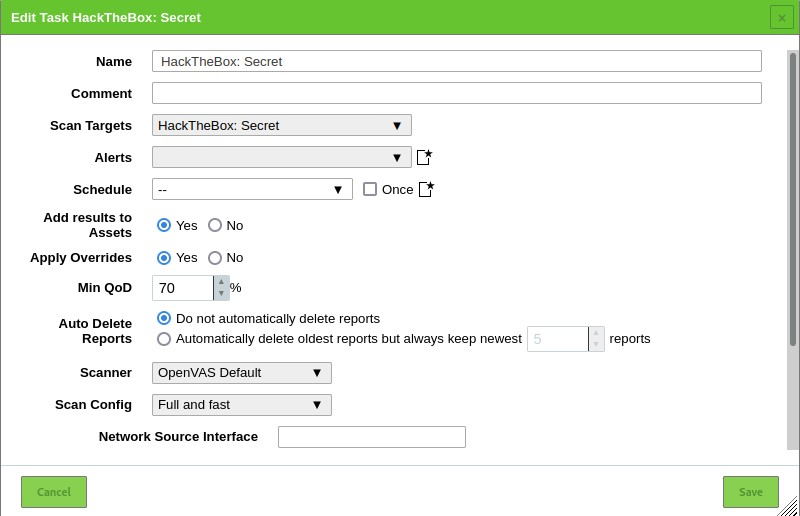 Edit Task HackTheBox: Secret ×
Name HackTheBox: Secret
Comment
Scan Targets HackTheBox: Secret ▼
Alerts ▼
Schedule -- ▼ Once
Add results to
Assets Yes No
Apply Overrides Yes No
Min QoD 70 %
Auto Delete
Reports
Do not automatically delete reports
Automatically delete oldest reports but always keep newest 5 reports
Scanner OpenVAS Default ▼
Scan Config Full and fast ▼
Network Source Interface
Cancel Save